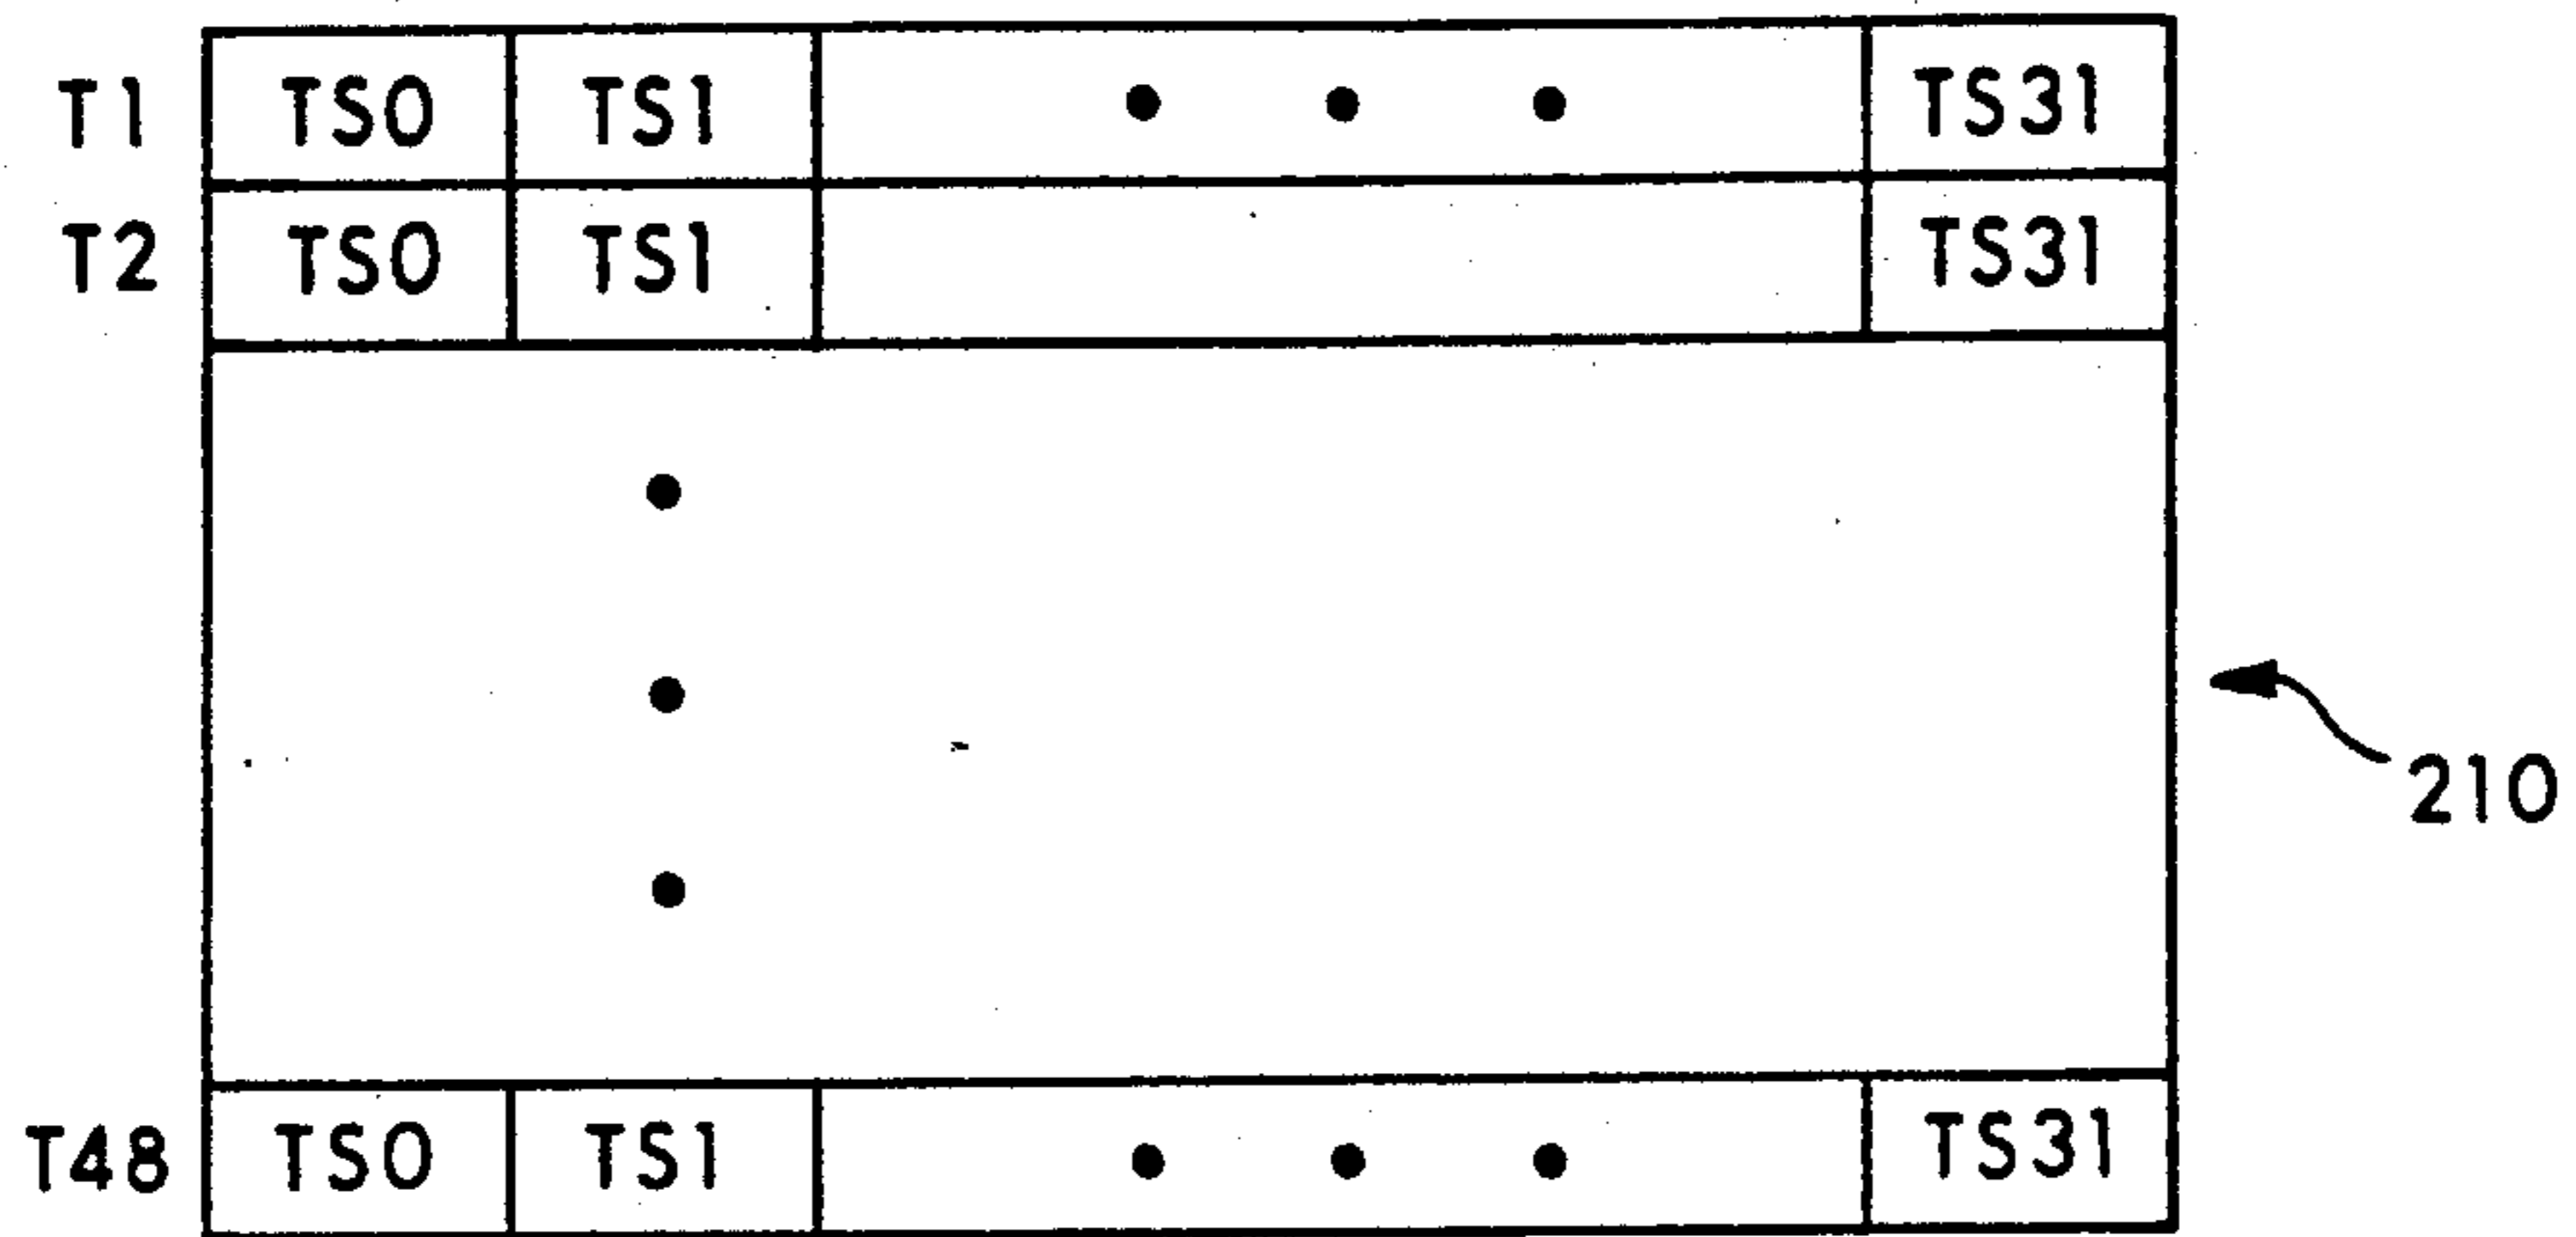 T1 TS0 TS1 • • • TS31
T2 TS0 TS1 TS31
•
•
•
210
T48 TS0 TS1 • • • TS31